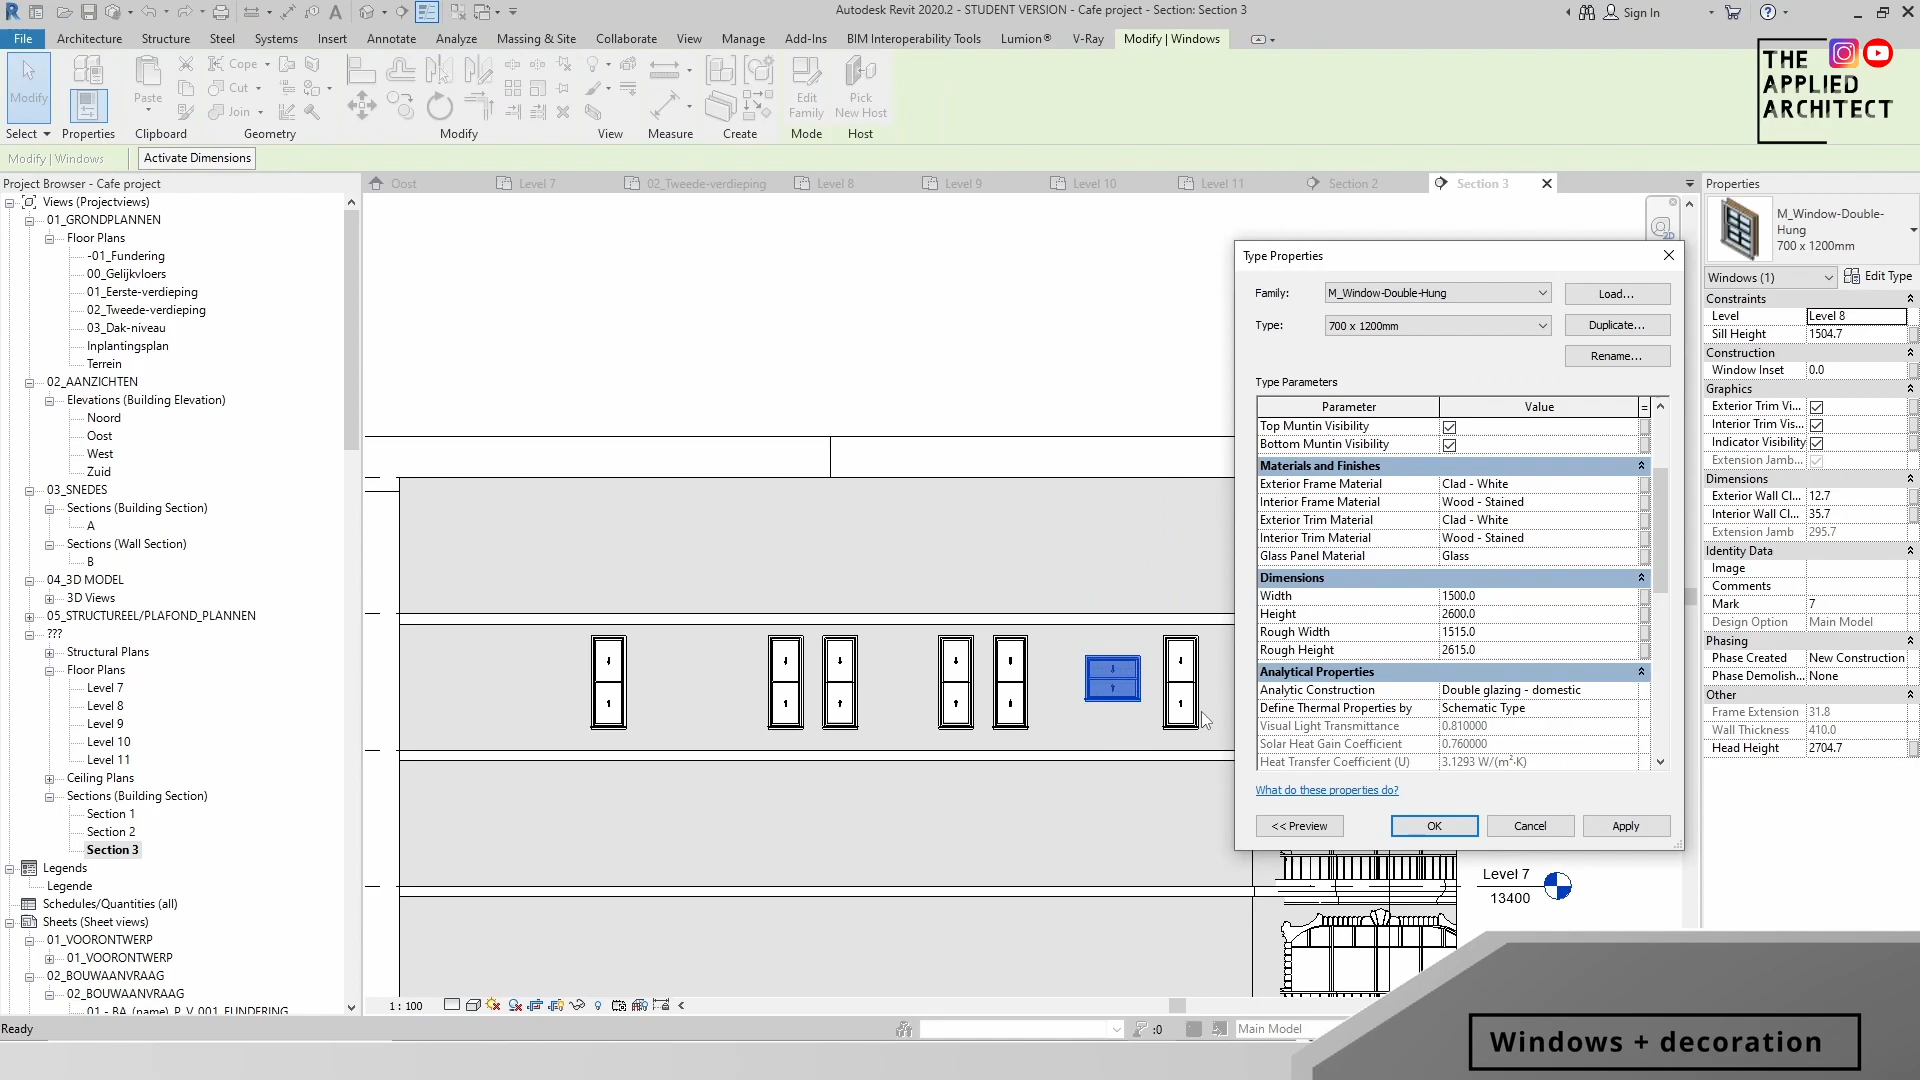 Autodesk Revit 2020.2 - STUDENT VERSION - Cafe project - Section: Section 3
Sign In
File Architecture Structure Steel Systems Insert Annotate Analyze Massing & Site Collaborate View Manage Add-Ins BIM Interoperability Tools Lumion® V-Ray Modify | Windows
Modify
Paste
Cope
Cut
Join
Edit Family
Pick New Host
Select Properties Clipboard Geometry Modify View Measure Create Mode Host
THE
APPLIED
ARCHITECT
Modify | Windows
Activate Dimensions
Project Browser - Cafe project
Views (Projectviews)
01_GRONDPLANNEN
Floor Plans
-01_Fundering
00_Gelijkvloers
01_Eerste-verdieping
02_Tweede-verdieping
03_Dak-niveau
Inplantingsplan
Terrein
02_AANZICHTEN
Elevations (Building Elevation)
Noord
Oost
West
Zuid
03_SNEDES
Sections (Building Section)
A
Sections (Wall Section)
B
04_3D MODEL
3D Views
05_STRUCTUREEL/PLAFOND_PLANNEN
???
Structural Plans
Floor Plans
Level 7
Level 8
Level 9
Level 10
Level 11
Ceiling Plans
Sections (Building Section)
Section 1
Section 2
Section 3
Legends
Legende
Schedules/Quantities (all)
Sheets (Sheet views)
01_VOORONTWERP
01_VOORONTWERP
02_BOUWAANVRAAG
02_BOUWAANVRAAG
01 - BA_(name)_P_V_001_FUNDERING
Oost Level 7 02_Tweede-verdieping Level 8 Level 9 Level 10 Level 11 Section 2 Section 3
2D
Type Properties
Family: M_Window-Double-Hung Load...
Type: 700 x 1200mm Duplicate...
Rename...
Type Parameters
Parameter Value =
Top Muntin Visibility
Bottom Muntin Visibility
Materials and Finishes
Exterior Frame Material Clad - White
Interior Frame Material Wood - Stained
Exterior Trim Material Clad - White
Interior Trim Material Wood - Stained
Glass Panel Material Glass
Dimensions
Width 1500.0
Height 2600.0
Rough Width 1515.0
Rough Height 2615.0
Analytical Properties
Analytic Construction Double glazing - domestic
Define Thermal Properties by Schematic Type
Visual Light Transmittance 0.810000
Solar Heat Gain Coefficient 0.760000
Heat Transfer Coefficient (U) 3.1293 W/(m²·K)
What do these properties do?
<< Preview OK Cancel Apply
Level 7
13400
Properties
M_Window-Double-Hung
700 x 1200mm
Windows (1) Edit Type
Constraints
Level Level 8
Sill Height 1504.7
Construction
Window Inset 0.0
Graphics
Exterior Trim Vi...
Interior Trim Vis...
Indicator Visibility
Extension Jamb...
Dimensions
Exterior Wall Cl... 12.7
Interior Wall Cl... 35.7
Extension Jamb 295.7
Identity Data
Image
Comments
Mark 7
Design Option Main Model
Phasing
Phase Created New Construction
Phase Demolish... None
Other
Frame Extension 31.8
Wall Thickness 410.0
Head Height 2704.7
1 : 100
Ready
:0
Main Model
Windows + decoration